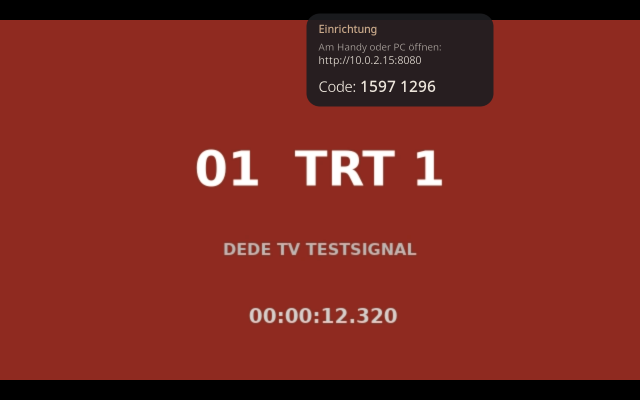 Einrichtung
Am Handy oder PC öffnen:
http://10.0.2.15:8080
Code: 1597 1296
01 TRT 1
DEDE TV TESTSIGNAL
00:00:12.320